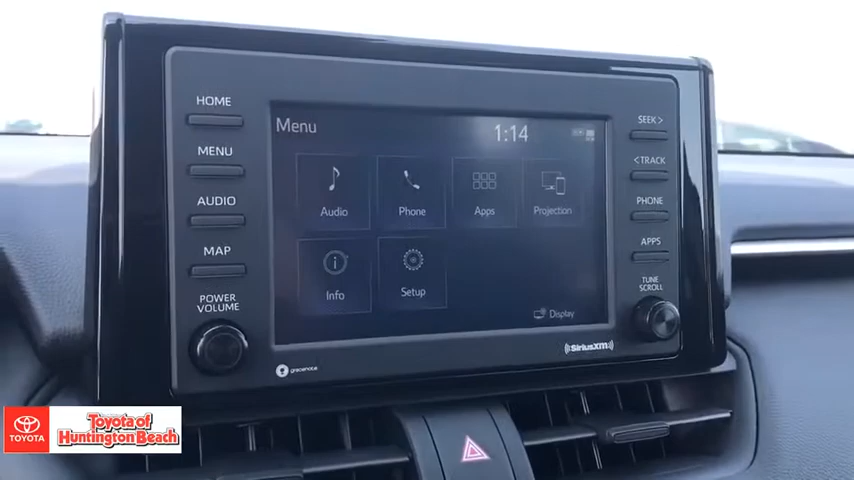 HOME
MENU
AUDIO
MAP
POWER
VOLUME
Menu
1:14
Audio
Phone
Apps
Projection
Info
Setup
Display
gracenote
SiriusXM
SEEK >
< TRACK
PHONE
APPS
TUNE
SCROLL
TOYOTA
Toyota of
Huntington Beach